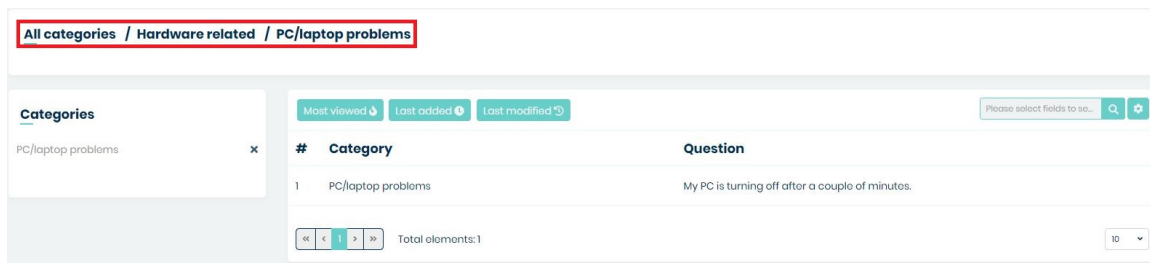 All categories / Hardware related / PC/laptop problems
Categories
PC/laptop problems
Most viewed Last added Last modified
Please select fields to se...
# Category Question
1 PC/laptop problems My PC is turning off after a couple of minutes.
« < 1 > » Total elements: 1
10